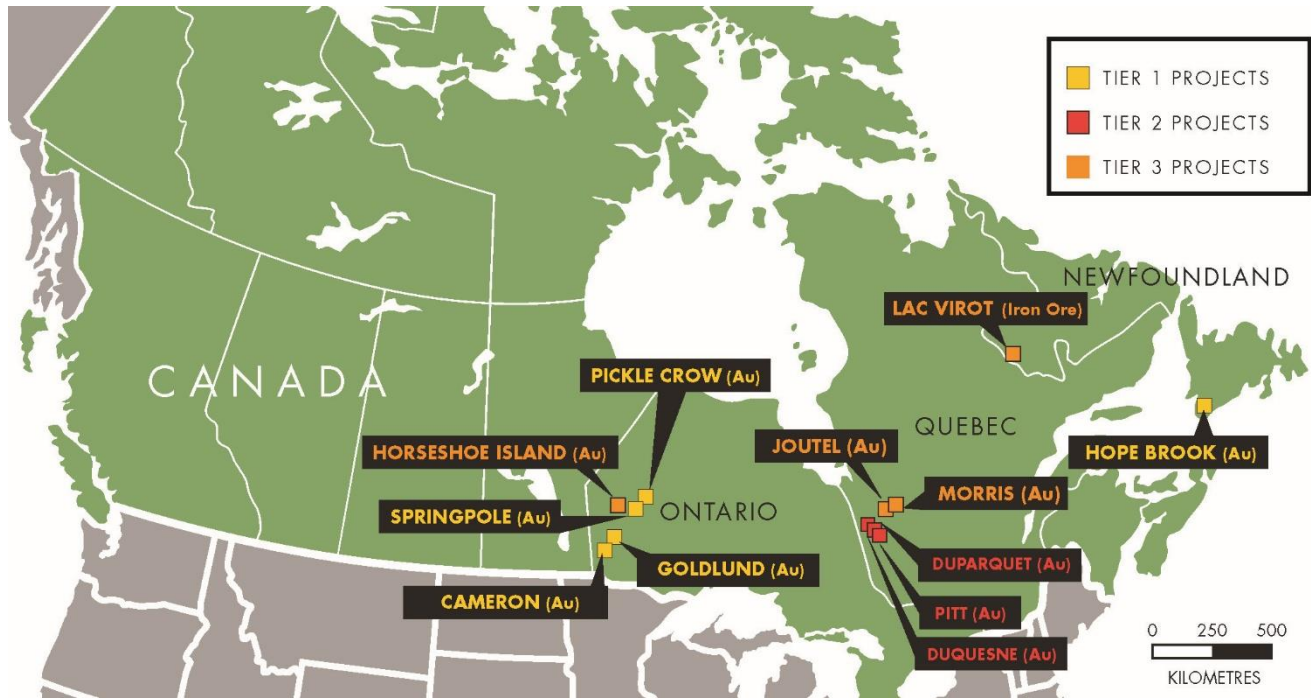 TIER 1 PROJECTS
TIER 2 PROJECTS
TIER 3 PROJECTS
NEWFOUNDLAND
LAC VIROT (Iron Ore)
CANADA
PICKLE CROW (Au)
QUEBEC
HOPE BROOK (Au)
HORSESHOE ISLAND (Au)
JOUTEL (Au)
MORRIS (Au)
SPRINGPOLE (Au)
ONTARIO
DUPARQUET (Au)
GOLDLUND (Au)
CAMERON (Au)
PITT (Au)
DUQUESNE (Au)
0 250 500
KILOMETRES